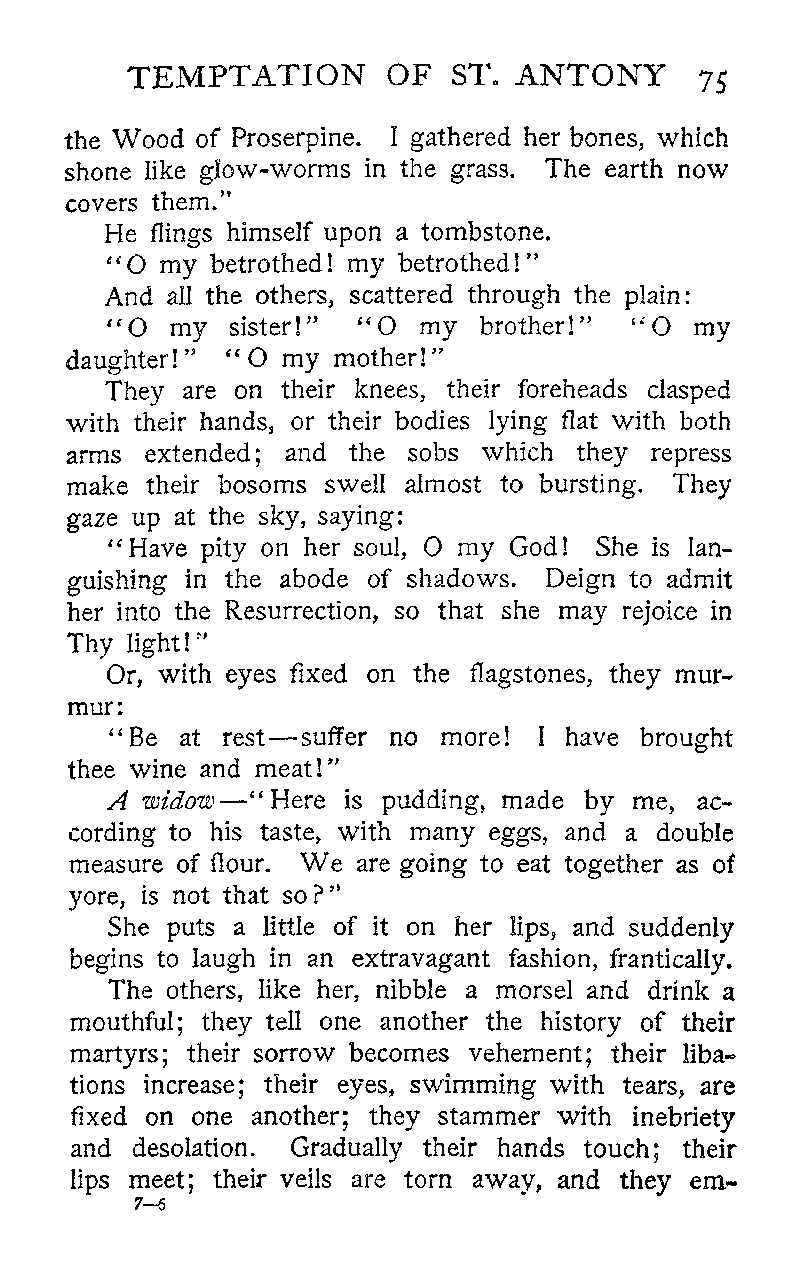 TEMPTATION OF ST. ANTONY 75
the Wood of Proserpine. I gathered her bones, which
shone like glow-worms in the grass. The earth now
covers them."
He flings himself upon a tombstone.
"O my betrothed! my betrothed!"
And all the others, scattered through the plain:
"O my sister!" "O my brother!" "O my
daughter!" "O my mother!"
They are on their knees, their foreheads clasped
with their hands, or their bodies lying flat with both
arms extended; and the sobs which they repress
make their bosoms swell almost to bursting. They
gaze up at the sky, saying:
"Have pity on her soul, O my God! She is lan-
guishing in the abode of shadows. Deign to admit
her into the Resurrection, so that she may rejoice in
Thy light!"
Or, with eyes fixed on the flagstones, they mur-
mur:
"Be at rest—suffer no more! I have brought
thee wine and meat!"
A widow—"Here is pudding, made by me, ac-
cording to his taste, with many eggs, and a double
measure of flour. We are going to eat together as of
yore, is not that so?"
She puts a little of it on her lips, and suddenly
begins to laugh in an extravagant fashion, frantically.
The others, like her, nibble a morsel and drink a
mouthful; they tell one another the history of their
martyrs; their sorrow becomes vehement; their liba-
tions increase; their eyes, swimming with tears, are
fixed on one another; they stammer with inebriety
and desolation. Gradually their hands touch; their
lips meet; their veils are torn away, and they em-
7—6